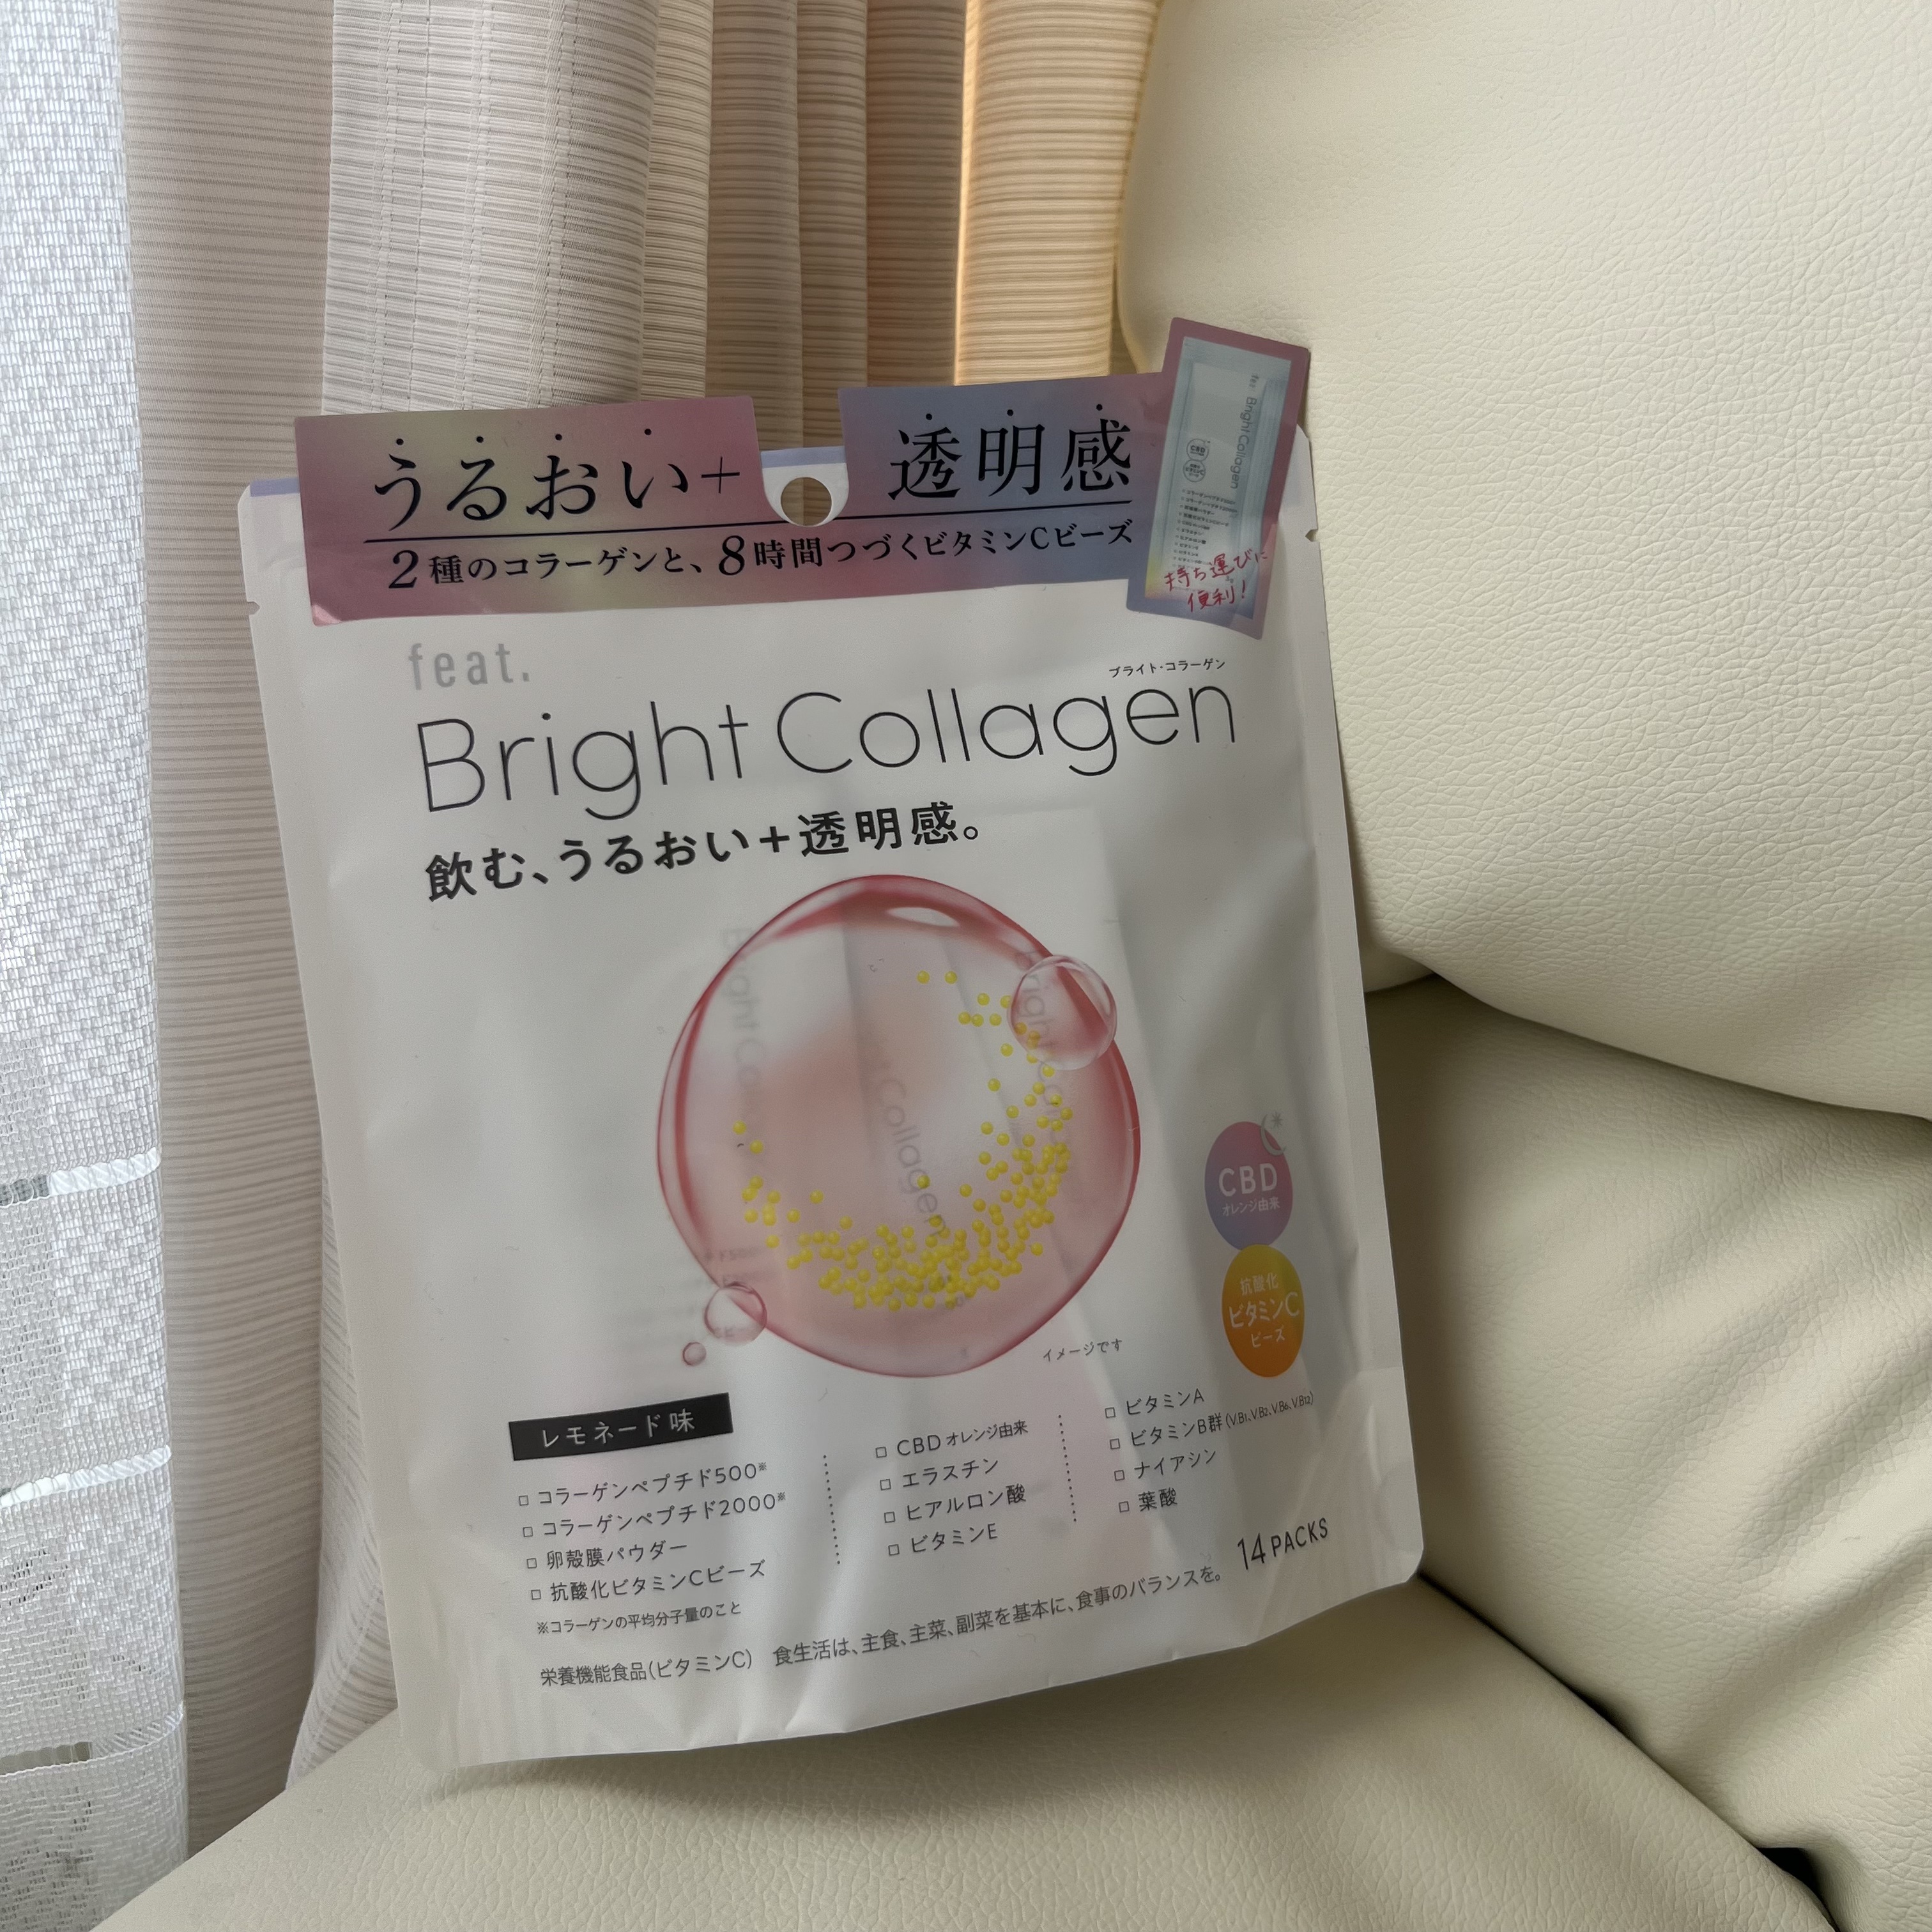 うるおい+ 透明感
2種のコラーゲンと、8時間つづくビタミンCビーズ
feat. Bright Collagen
持ち運びに
便利!
feat.
ブライト・コラーゲン
Bright Collagen
飲む、うるおい+透明感。
CBD
オレンジ由来
抗酸化
ビタミンC
ビーズ
イメージです
レモネード味
□ コラーゲンペプチド500※
□ コラーゲンペプチド2000※
□ 卵殻膜パウダー
□ 抗酸化ビタミンCビーズ
※コラーゲンの平均分子量のこと
□ CBD オレンジ由来
□ エラスチン
□ ヒアルロン酸
□ ビタミンE
□ ビタミンA
□ ビタミンB群(V.B1、V.B2、V.B6、V.B12)
□ ナイアシン
□ 葉酸
14 PACKS
栄養機能食品(ビタミンC) 食生活は、主食、主菜、副菜を基本に、食事のバランスを。